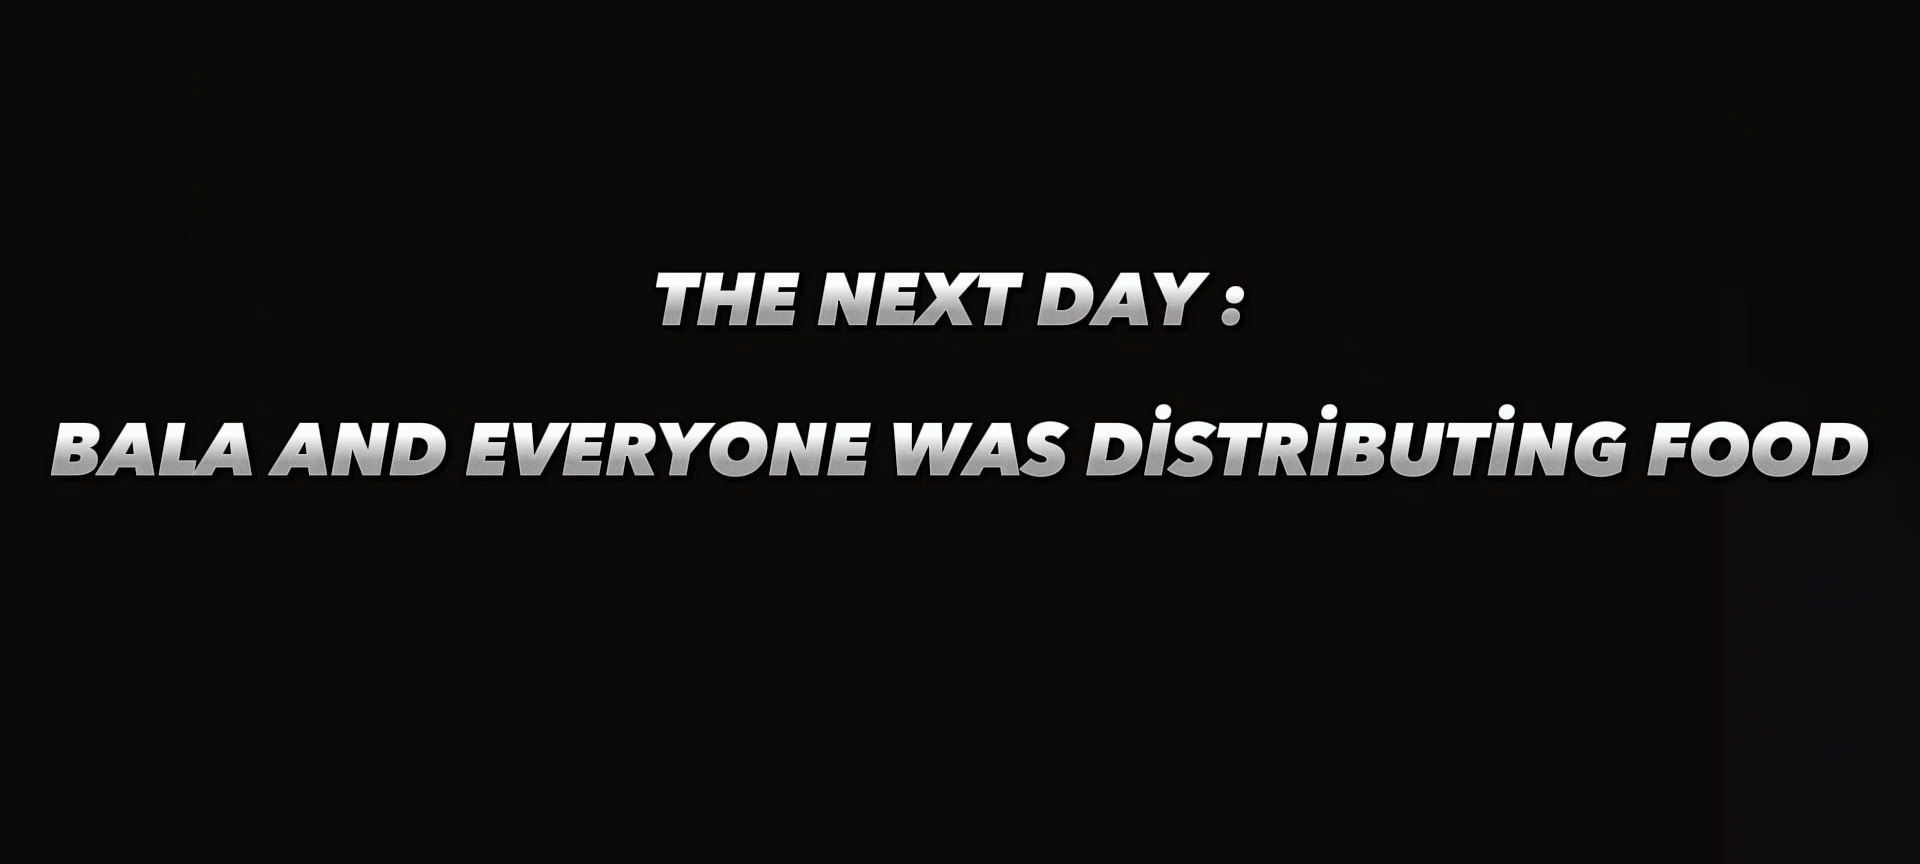 THE NEXT DAY :
BALA AND EVERYONE WAS DİSTRİBUTİNG FOOD